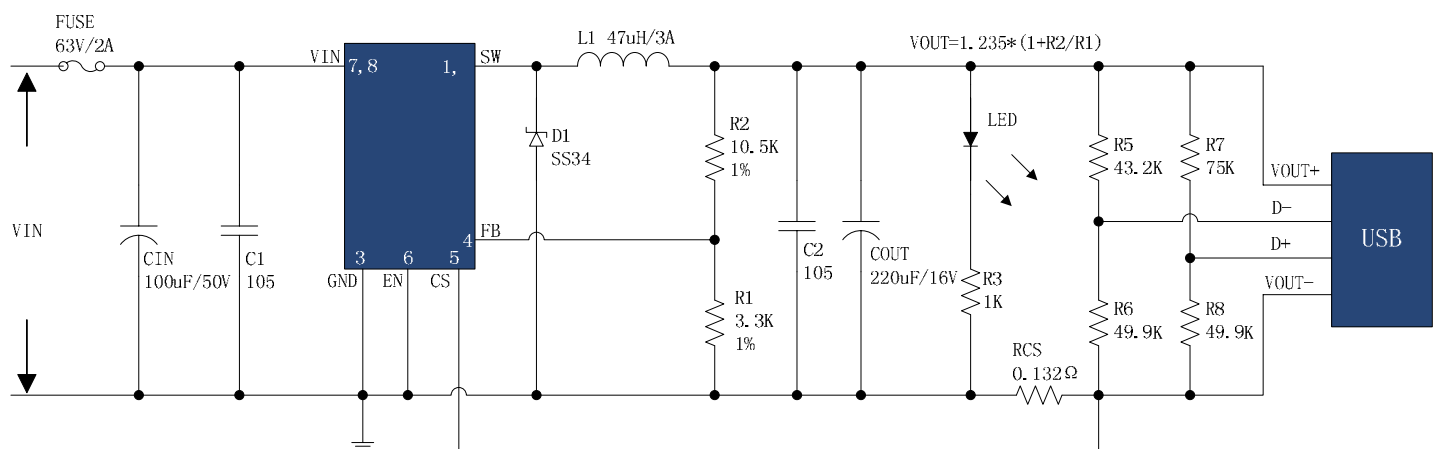 FUSE
63V/2A
L1 47uH/3A
VOUT=1.235*(1+R2/R1)
VIN
7,8
1,
SW
D1
SS34
R2
10.5K
1%
LED
R5
43.2K
R7
75K
VOUT+
D-
D+
VOUT-
USB
VIN
CIN
100uF/50V
C1
105
3
6
5
4
FB
GND
EN
CS
C2
105
COUT
220uF/16V
R3
1K
R1
3.3K
1%
R6
49.9K
R8
49.9K
RCS
0.132Ω